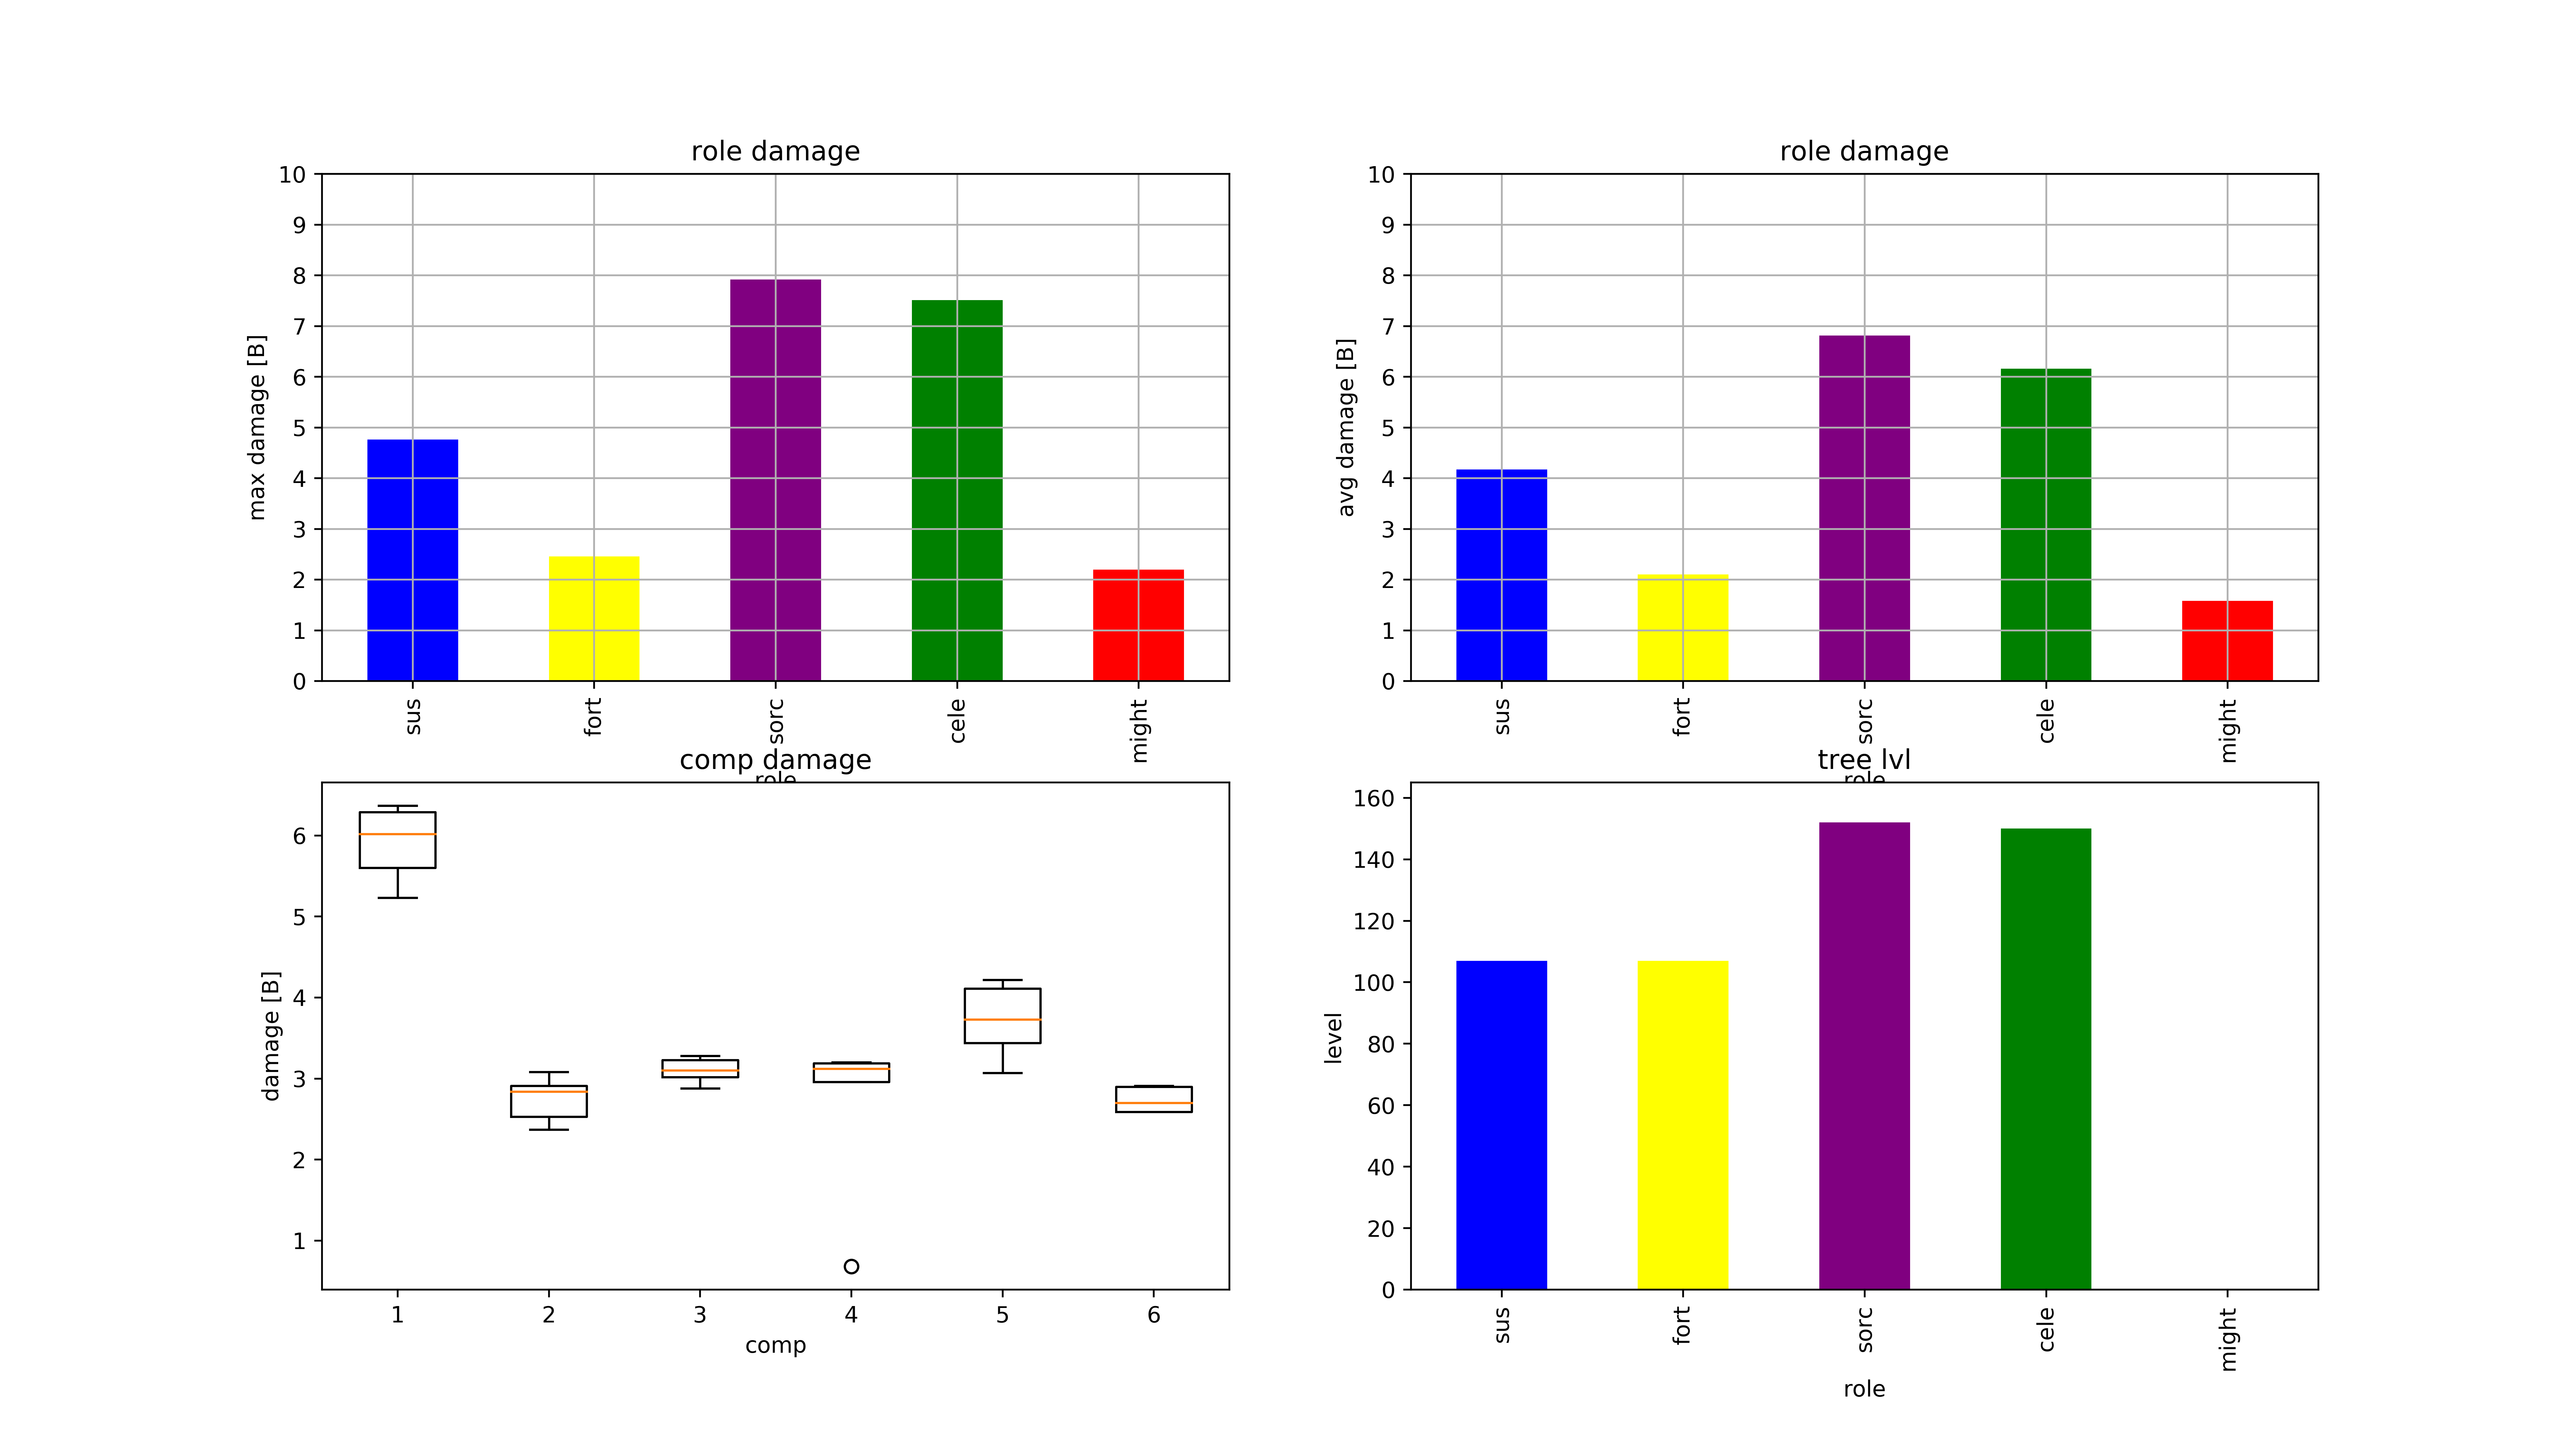 role damage
10
9
8
7
6
5
4
3
2
1
0
max damage [B]
sus
fort
sorc
cele
might
role
role damage
10
9
8
7
6
5
4
3
2
1
0
avg damage [B]
sus
fort
sorc
cele
might
role
comp damage
6
5
4
3
2
1
damage [B]
1 2 3 4 5 6
comp
tree lvl
160
140
120
100
80
60
40
20
0
level
sus
fort
sorc
cele
might
role